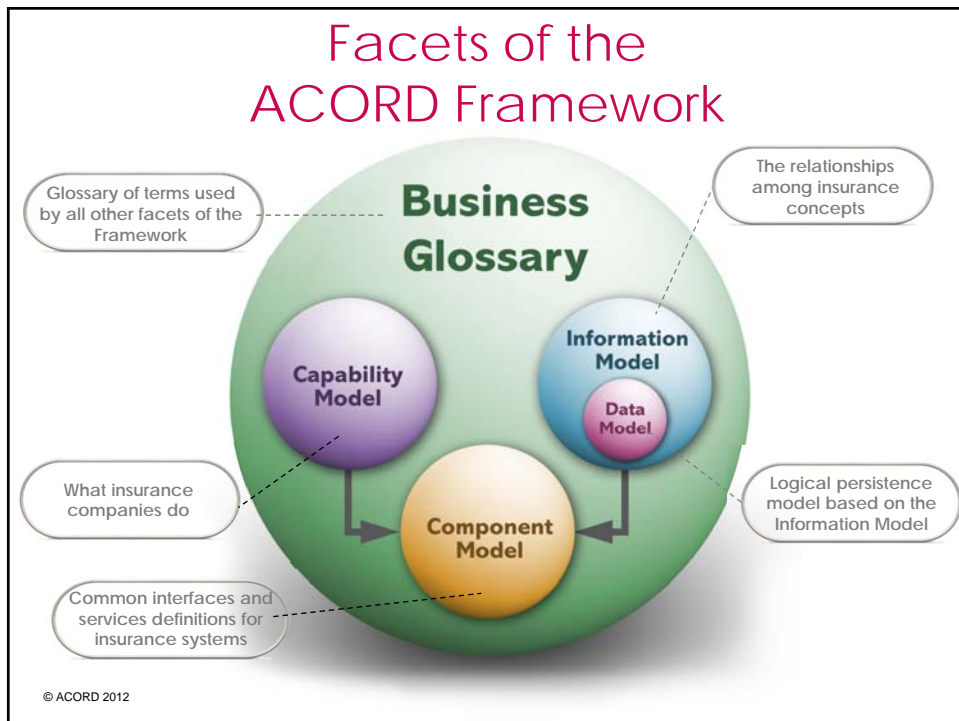 Facets of the
ACORD Framework
Glossary of terms used
by all other facets of the
Framework
Business
Glossary
The relationships
among insurance
concepts
Capability
Model
Information
Model
Data
Model
What insurance
companies do
Component
Model
Logical persistence
model based on the
Information Model
Common interfaces and
services definitions for
insurance systems
© ACORD 2012